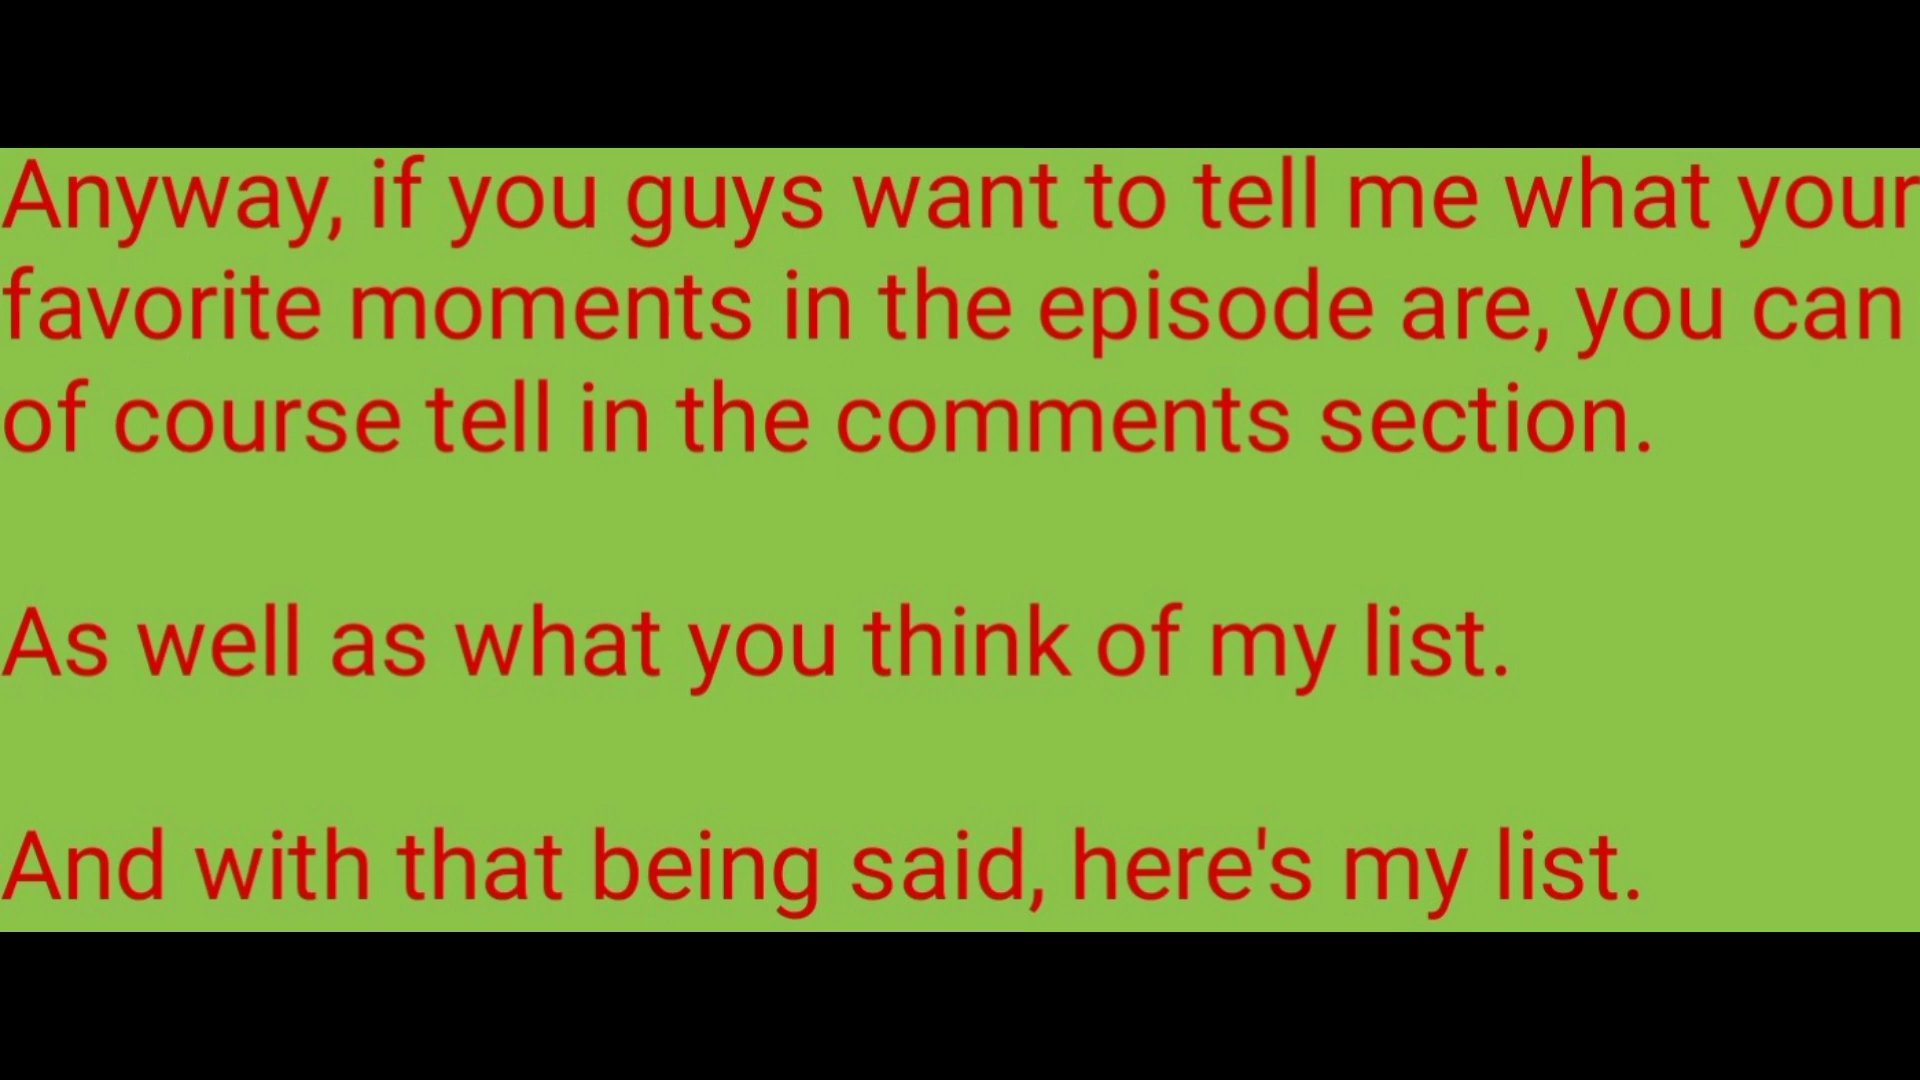 Anyway, if you guys want to tell me what your
favorite moments in the episode are, you can
of course tell in the comments section.
As well as what you think of my list.
And with that being said, here's my list.